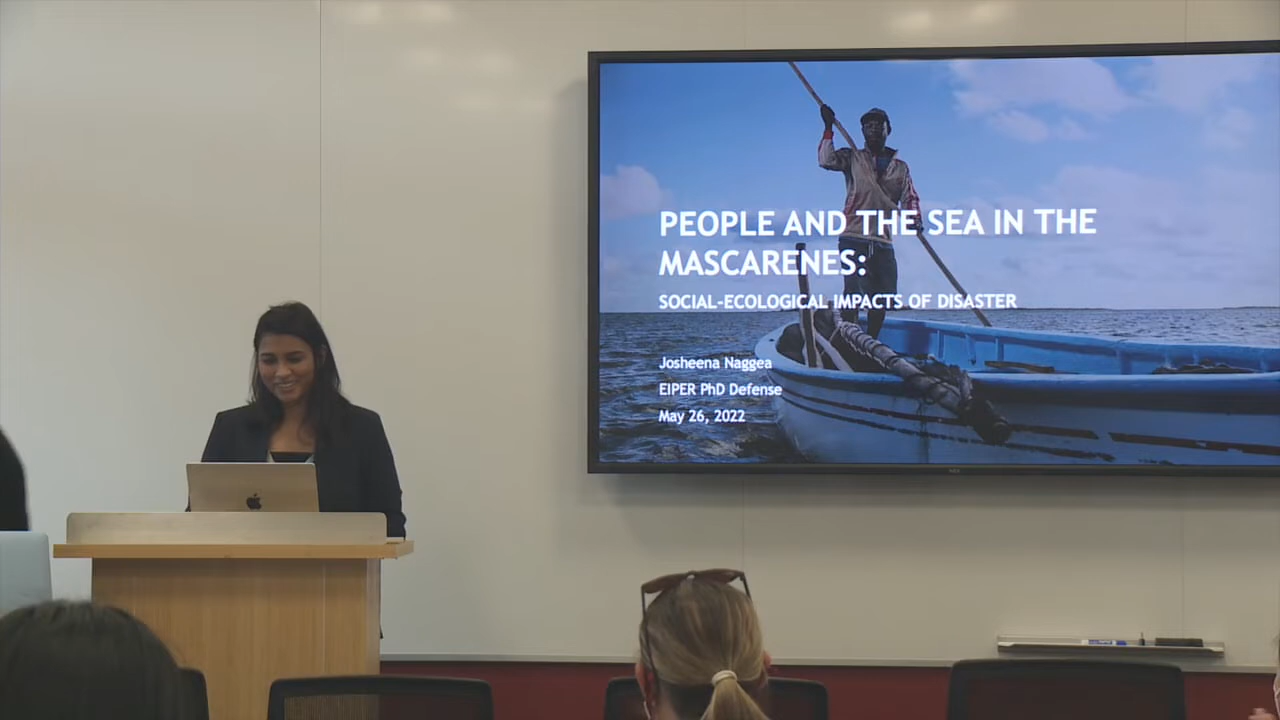 PEOPLE AND THE SEA IN THE
MASCARENES:
SOCIAL-ECOLOGICAL IMPACTS OF DISASTER
Josheena Naggea
EIPER PhD Defense
May 26, 2022